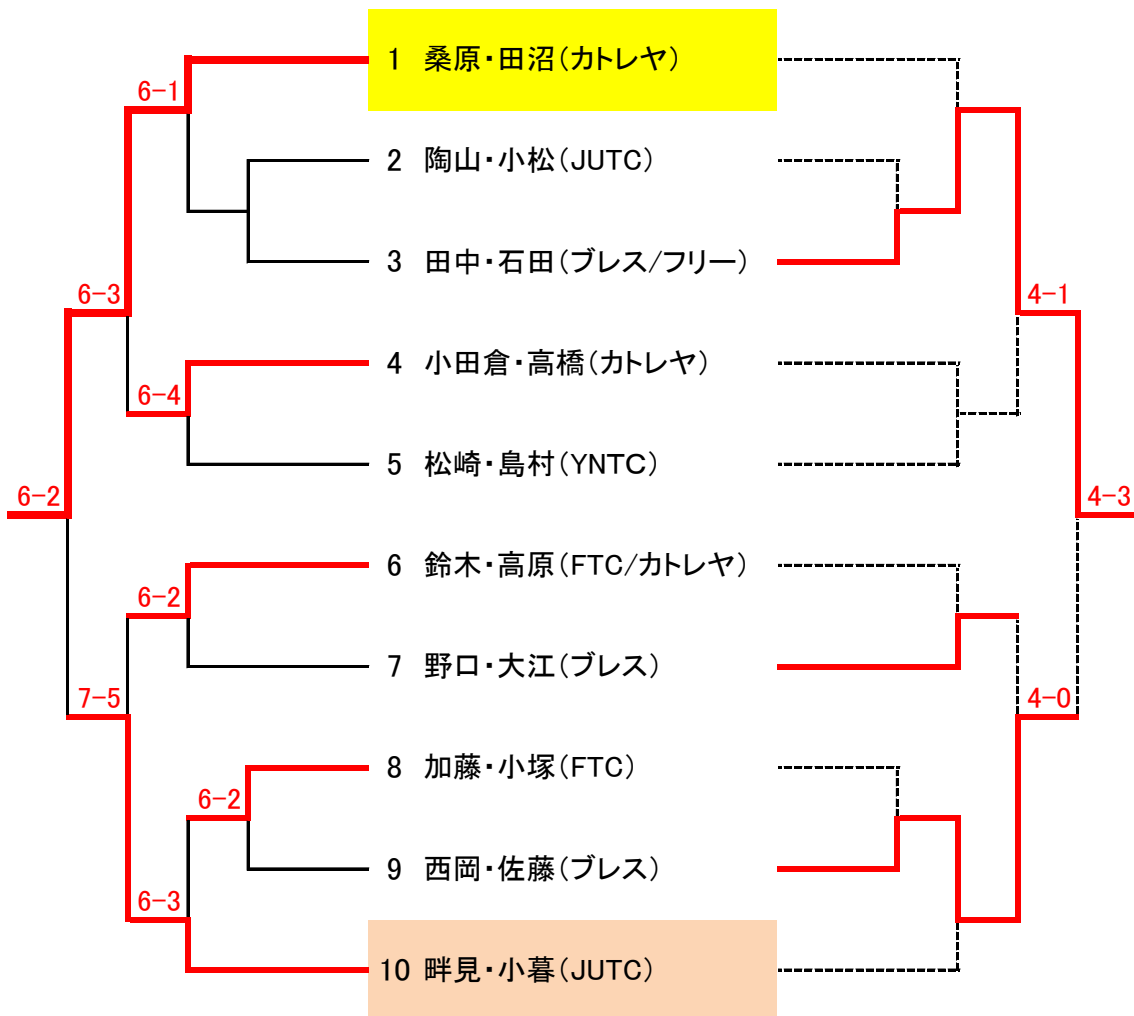 1 桑原・田沼(カトレヤ)
6-1
2 陶山・小松(JUTC)
3 田中・石田(ブレス/フリー)
6-3
4-1
4 小田倉・高橋(カトレヤ)
6-4
5 松崎・島村(YNTC)
6-2
4-3
6 鈴木・高原(FTC/カトレヤ)
6-2
7 野口・大江(ブレス)
7-5
4-0
8 加藤・小塚(FTC)
6-2
9 西岡・佐藤(ブレス)
6-3
10 畔見・小暮(JUTC)